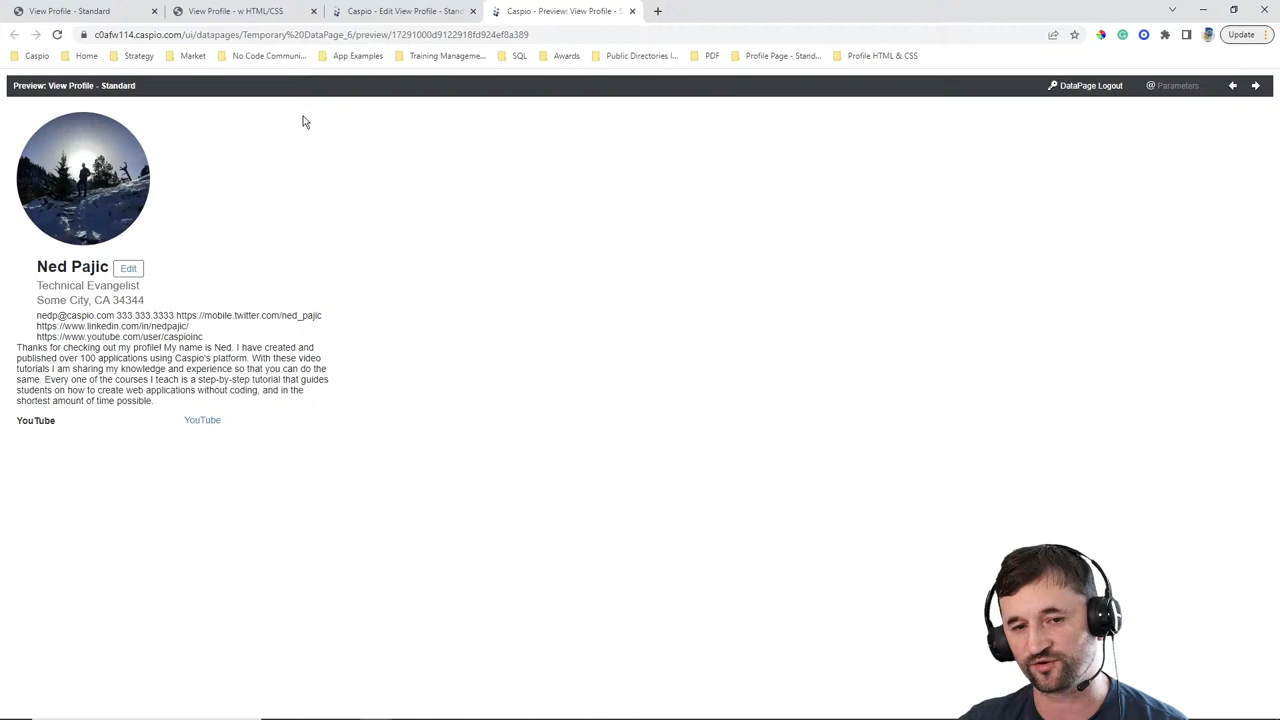 View Profile - Standard
View Profile - w HTML/CSS
Caspio - Edit View Profile - Stand
Caspio - Preview: View Profile - S
c0afw114.caspio.com/ui/datapages/Temporary%20DataPage_6/preview/17291000d9122918fd924ef8a389
Update
Caspio
Home
Strategy
Market
No Code Communi...
App Examples
Training Manageme...
SQL
Awards
Public Directories I...
PDF
Profile Page - Stand...
Profile HTML & CSS
Preview: View Profile - Standard
DataPage Logout
@ Parameters
Ned Pajic
Edit
Technical Evangelist
Some City, CA 34344
nedp@caspio.com 333.333.3333 https://mobile.twitter.com/ned_pajic
https://www.linkedin.com/in/nedpajic/
https://www.youtube.com/user/caspioinc
Thanks for checking out my profile! My name is Ned. I have created and
published over 100 applications using Caspio's platform. With these video
tutorials I am sharing my knowledge and experience so that you can do the
same. Every one of the courses I teach is a step-by-step tutorial that guides
students on how to create web applications without coding, and in the
shortest amount of time possible.
YouTube
YouTube